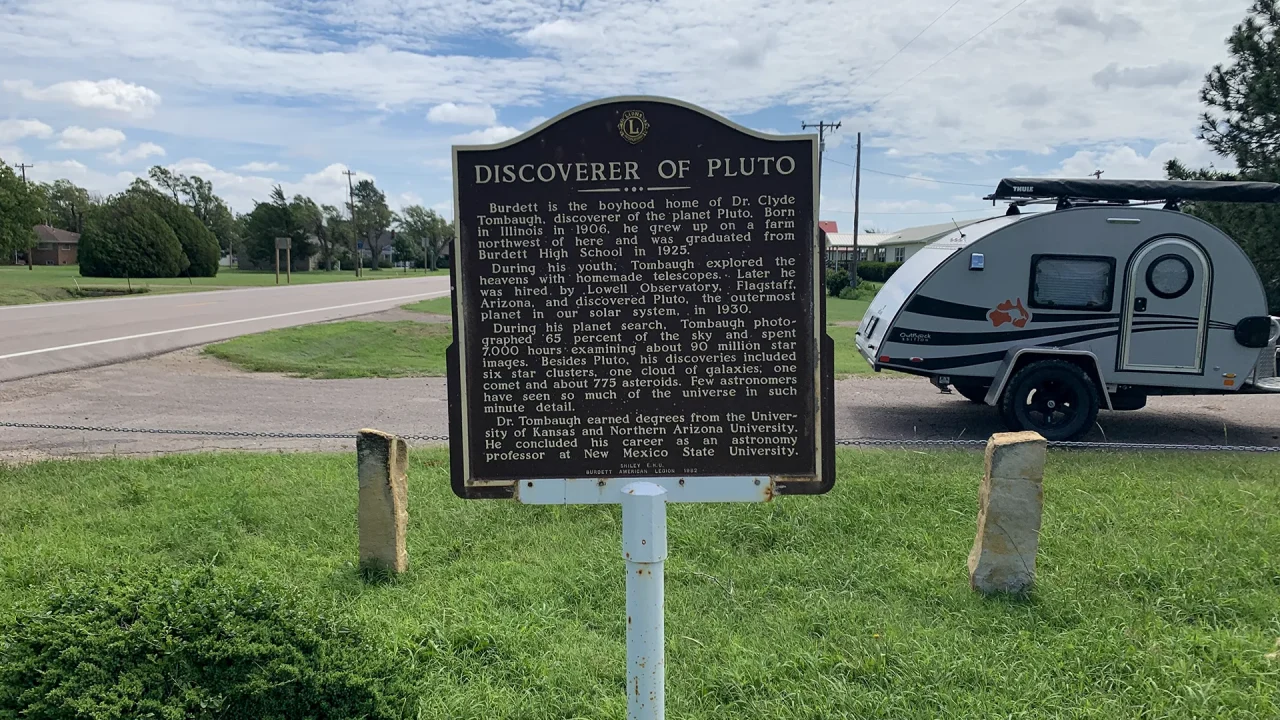 L
DISCOVERER OF PLUTO
Burdett is the boyhood home of Dr. Clyde
Tombaugh, discoverer of the planet Pluto. Born
in Illinois in 1906, he grew up on a farm
northwest of here and was graduated from
Burdett High School in 1925.
During his youth, Tombaugh explored the
heavens with homemade telescopes. Later he
was hired by Lowell Observatory, Flagstaff,
Arizona, and discovered Pluto, the outermost
planet in our solar system, in 1930.
During his planet search, Tombaugh photo-
graphed 65 percent of the sky and spent
7,000 hours examining about 90 million star
images. Besides Pluto, his discoveries included
six star clusters, one cloud of galaxies, one
comet and about 775 asteroids. Few astronomers
have seen so much of the universe in such
minute detail.
Dr. Tombaugh earned degrees from the Univer-
sity of Kansas and Northern Arizona University.
He concluded his career as an astronomy
professor at New Mexico State University.
BURDETT AMERICAN LEGION
THULE